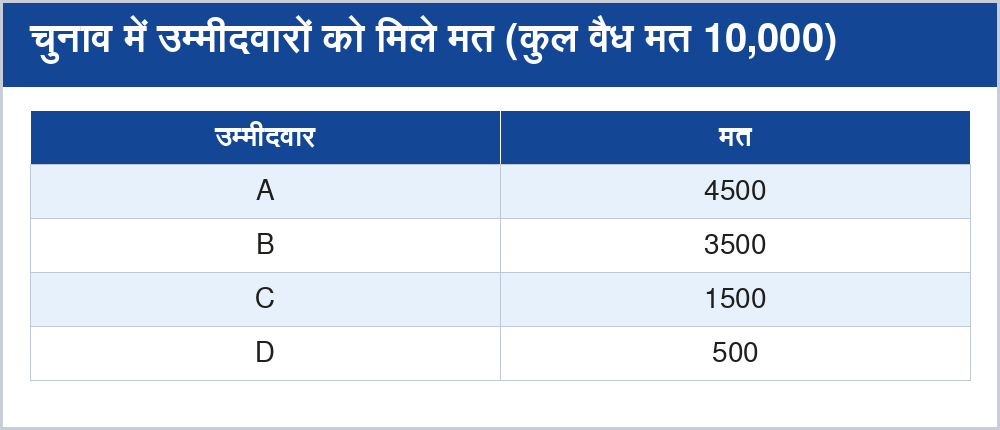 चुनाव में उम्मीदवारों को मिले मत (कुल वैध मत 10,000)
उम्मीदवार मत
A 4500
B 3500
C 1500
D 500